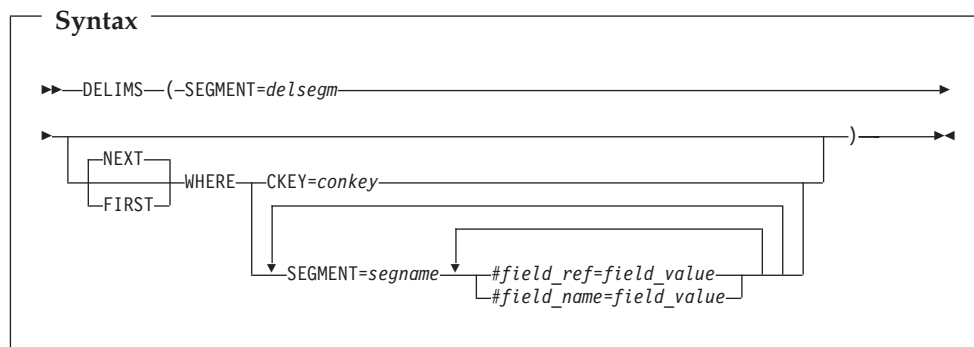 Syntax
DELIMS ( SEGMENT=delsegm
)
NEXT
WHERE CKEY=conkey
FIRST
SEGMENT=segname #field_ref=field_value
#field_name=field_value